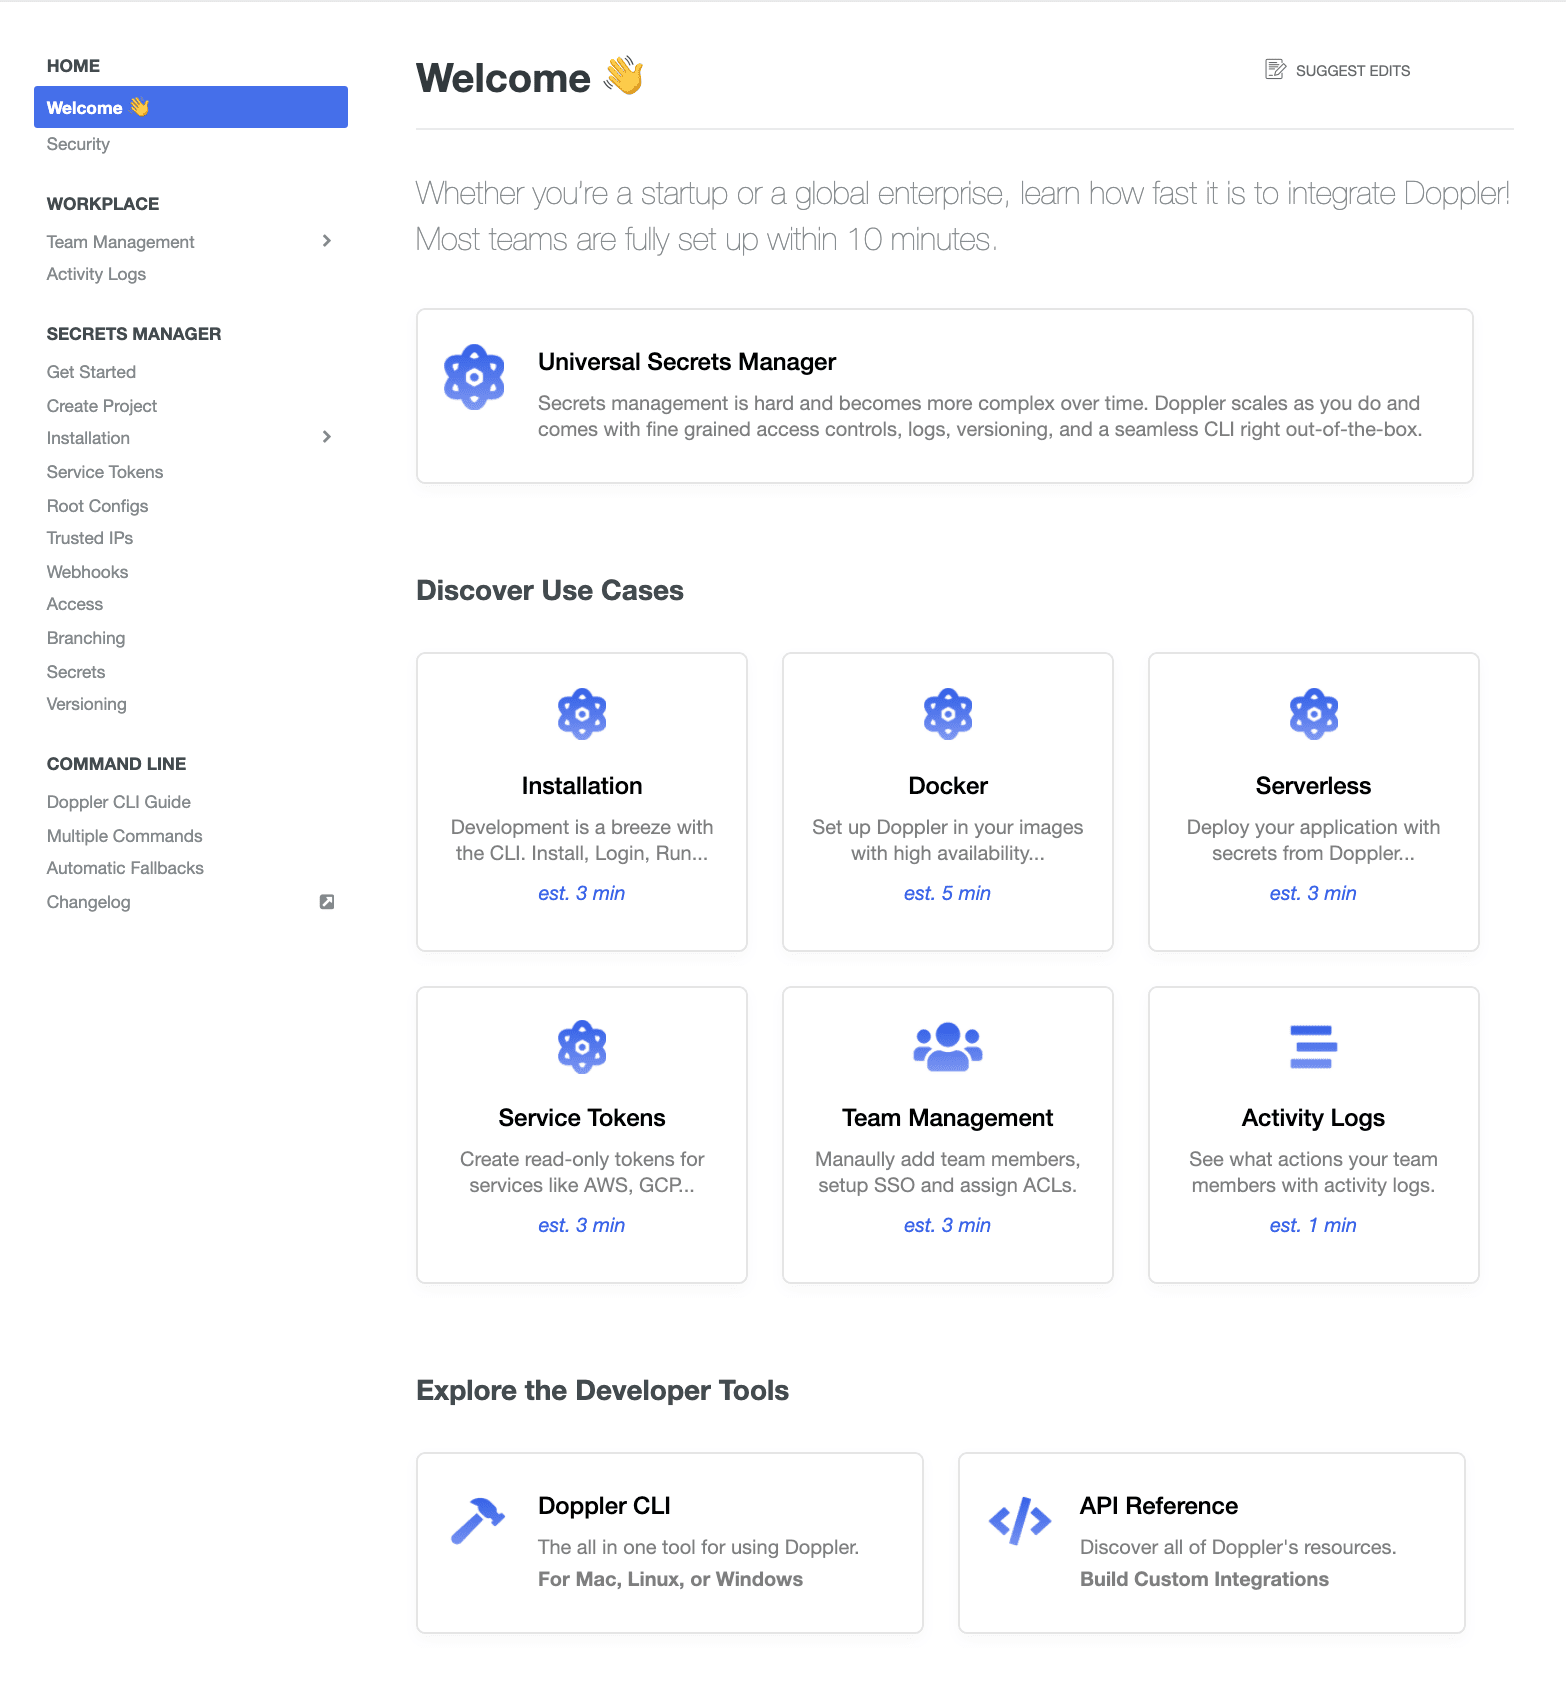 HOME
Welcome 👋
Security
WORKPLACE
Team Management
Activity Logs
SECRETS MANAGER
Get Started
Create Project
Installation
Service Tokens
Root Configs
Trusted IPs
Webhooks
Access
Branching
Secrets
Versioning
COMMAND LINE
Doppler CLI Guide
Multiple Commands
Automatic Fallbacks
Changelog
Welcome 👋
SUGGEST EDITS
Whether you're a startup or a global enterprise, learn how fast it is to integrate Doppler!
Most teams are fully set up within 10 minutes.
Universal Secrets Manager
Secrets management is hard and becomes more complex over time. Doppler scales as you do and
comes with fine grained access controls, logs, versioning, and a seamless CLI right out-of-the-box.
Discover Use Cases
Installation
Development is a breeze with
the CLI. Install, Login, Run...
est. 3 min
Docker
Set up Doppler in your images
with high availability...
est. 5 min
Serverless
Deploy your application with
secrets from Doppler...
est. 3 min
Service Tokens
Create read-only tokens for
services like AWS, GCP...
est. 3 min
Team Management
Manaully add team members,
setup SSO and assign ACLs.
est. 3 min
Activity Logs
See what actions your team
members with activity logs.
est. 1 min
Explore the Developer Tools
Doppler CLI
The all in one tool for using Doppler.
For Mac, Linux, or Windows
API Reference
Discover all of Doppler's resources.
Build Custom Integrations